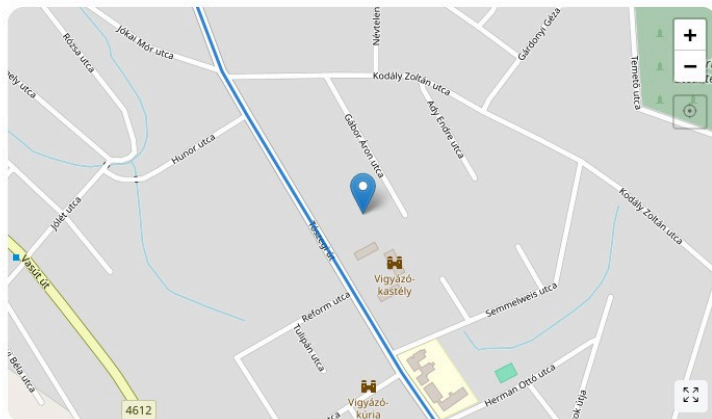 Jókai Mór utca
Rózsa utca
Névtelen
Gárdonyi Géza
+
−
Temető utca
Kodály Zoltán utca
Hunor utca
Gábor Áron utca
Ady Endre utca
Jólét utca
Kodály Zoltán utca
Tószegi út
Vasút út
Vigyázó-
kastély
Semmelweis utca
Reform utca
Tulipán utca
Herman Ottó utca
4612
Vigyázó-
kúria